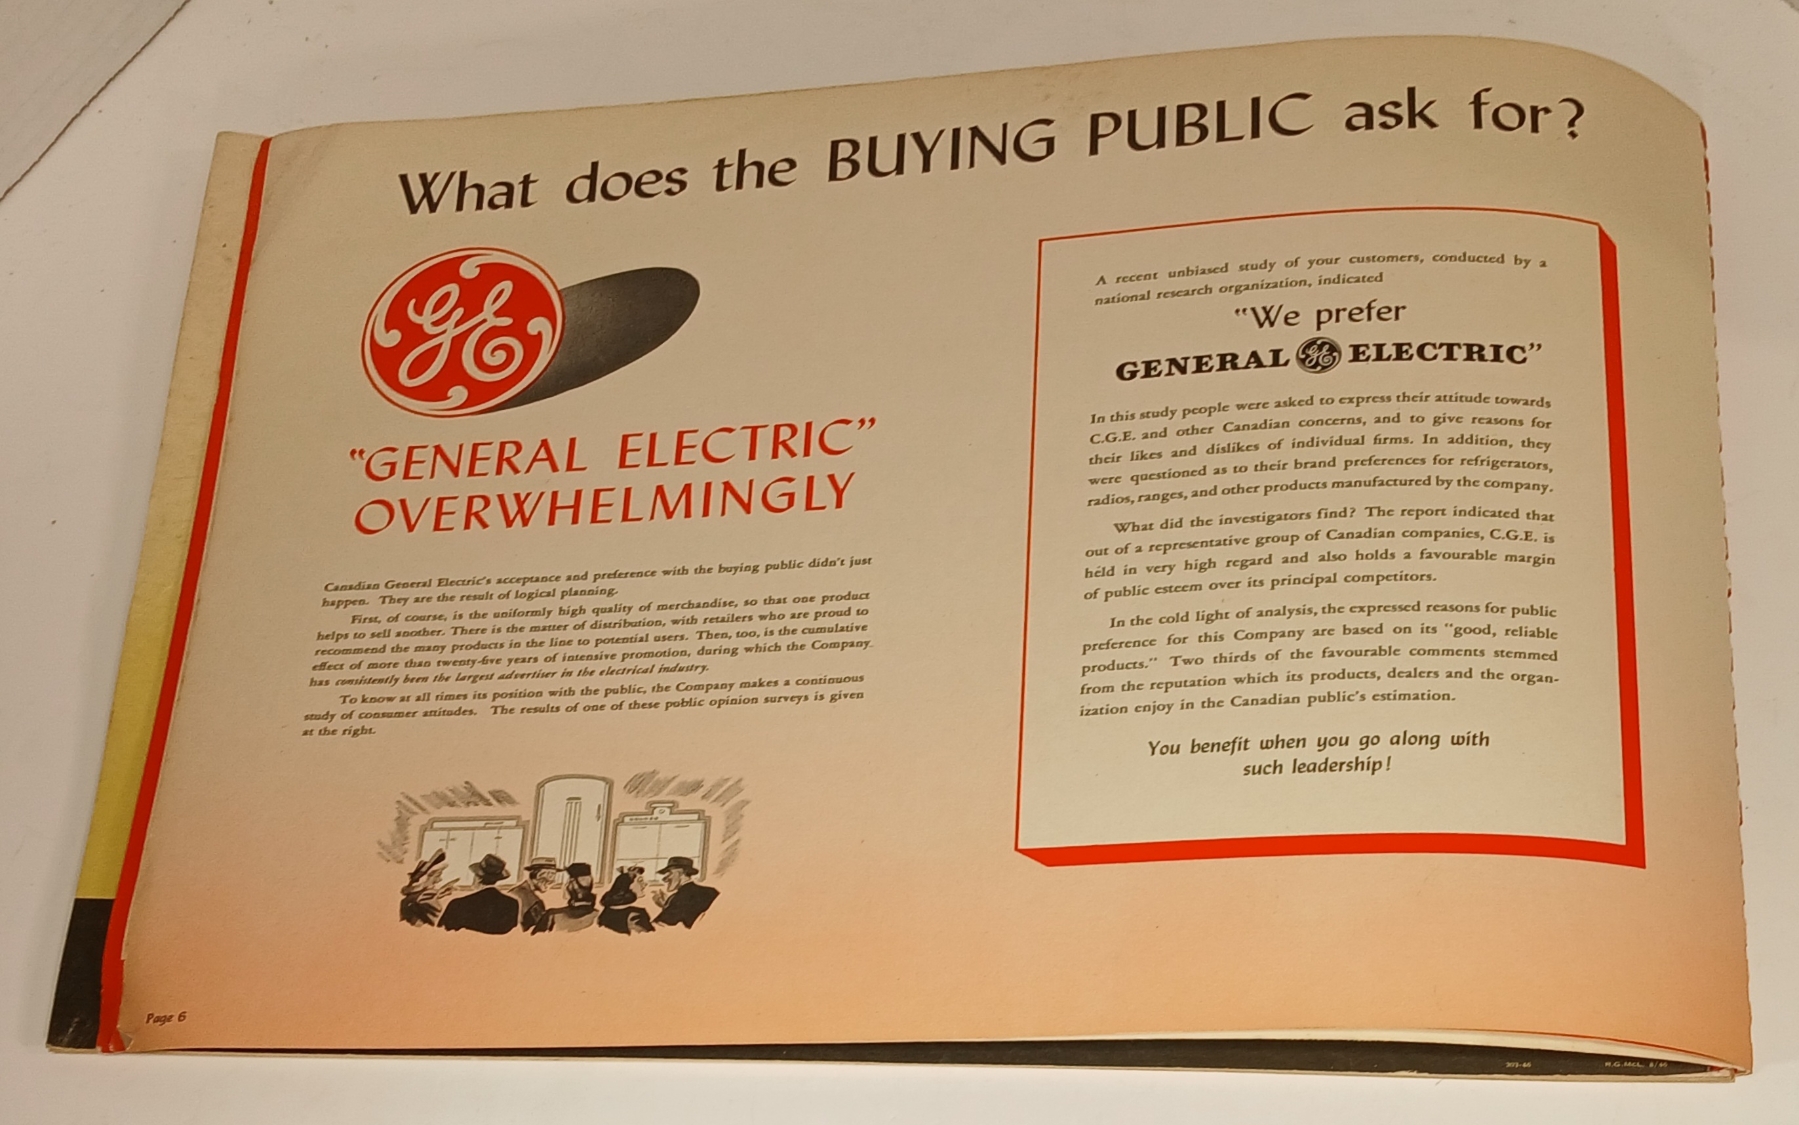 What does the BUYING PUBLIC ask for?
GE
"GENERAL ELECTRIC"
OVERWHELMINGLY
Canadian General Electric's acceptance and preference with the buying public didn't just
happen. They are the result of logical planning.
First, of course, is the uniformly high quality of merchandise, so that one product
helps to sell another. There is the matter of distribution, with retailers who are proud to
recommend the many products in the line to potential users. Then, too, is the cumulative
effect of more than twenty-five years of intensive promotion, during which the Company
has consistently been the largest advertiser in the electrical industry.
To know at all times its position with the public, the Company makes a continuous
study of consumer attitudes. The results of one of these public opinion surveys is given
at the right.
Page 6
A recent unbiased study of your customers, conducted by a
national research organization, indicated
"We prefer
GENERAL GE ELECTRIC"
In this study people were asked to express their attitude towards
C.G.E. and other Canadian concerns, and to give reasons for
their likes and dislikes of individual firms. In addition, they
were questioned as to their brand preferences for refrigerators,
radios, ranges, and other products manufactured by the company.
What did the investigators find? The report indicated that
out of a representative group of Canadian companies, C.G.E. is
held in very high regard and also holds a favourable margin
of public esteem over its principal competitors.
In the cold light of analysis, the expressed reasons for public
preference for this Company are based on its "good, reliable
products." Two thirds of the favourable comments stemmed
from the reputation which its products, dealers and the organ-
ization enjoy in the Canadian public's estimation.
You benefit when you go along with
such leadership!